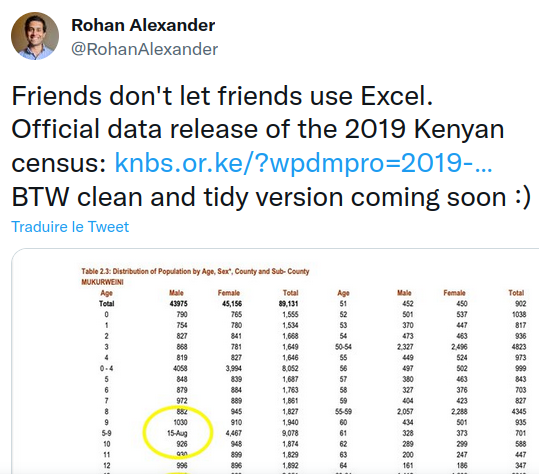 Rohan Alexander
@RohanAlexander
Friends don't let friends use Excel.
Official data release of the 2019 Kenyan
census: knbs.or.ke/?wpdmpro=2019-...
BTW clean and tidy version coming soon :)
Traduire le Tweet
Table 2.3: Distribution of Population by Age, Sex*, County and Sub- County
MUKURWEINI
Age Male Female Total Age Male Female Total
Total 43975 45,156 89,131 51 452 450 902
0 790 765 1,555 52 501 537 1038
1 754 780 1,534 53 370 447 817
2 827 841 1,668 54 473 463 936
3 868 781 1,649 50-54 2,327 2,496 4823
4 819 827 1,646 55 449 524 973
0 - 4 4058 3,994 8,052 56 497 502 999
5 848 839 1,687 57 380 463 843
6 879 884 1,763 58 327 376 703
7 972 889 1,861 59 404 423 827
8 882 945 1,827 55-59 2,057 2,288 4345
9 1030 910 1,940 60 434 501 935
5-9 15-Aug 4,467 9,078 61 328 373 701
10 926 948 1,874 62 289 299 588
11 930 899 1,829 63 200 247 447
12 996 896 1,892 64 161 186 347